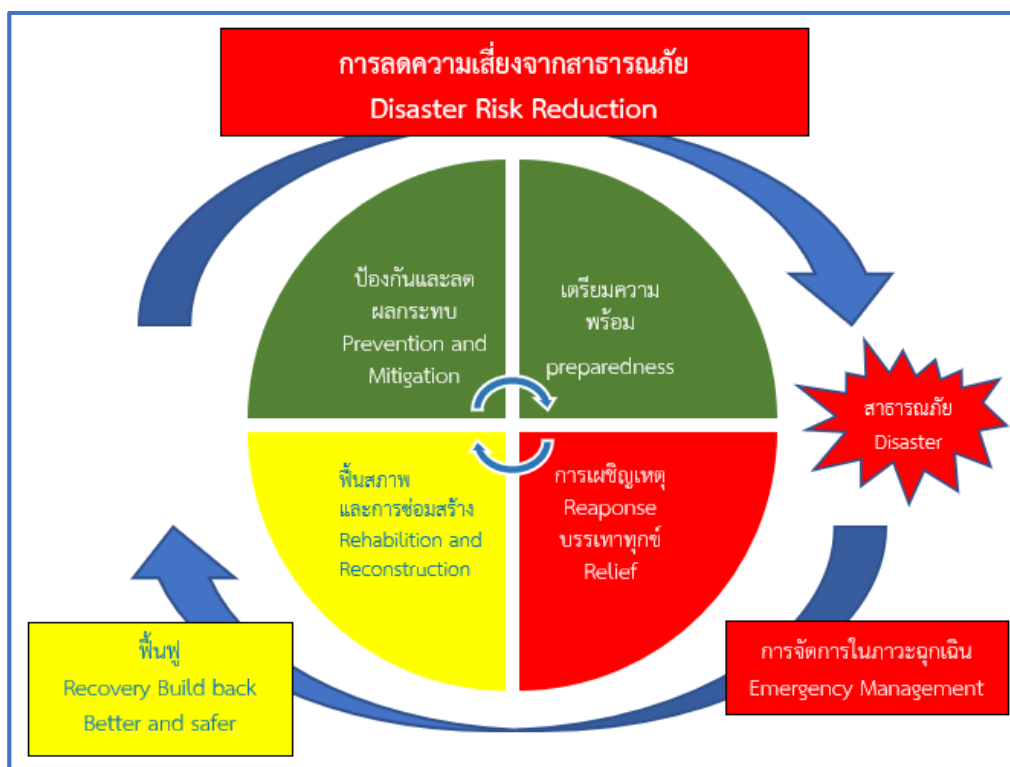 การลดความเสี่ยงจากสาธารณภัย
Disaster Risk Reduction
ป้องกันและลด
ผลกระทบ
Prevention and
Mitigation
เตรียมความ
พร้อม
preparedness
สาธารณภัย
Disaster
ฟื้นสภาพ
และการซ่อมสร้าง
Rehabilition and
Reconstruction
การเผชิญเหตุ
Reaponse
บรรเทาทุกข์
Relief
ฟื้นฟู
Recovery Build back
Better and safer
การจัดการในภาวะฉุกเฉิน
Emergency Management